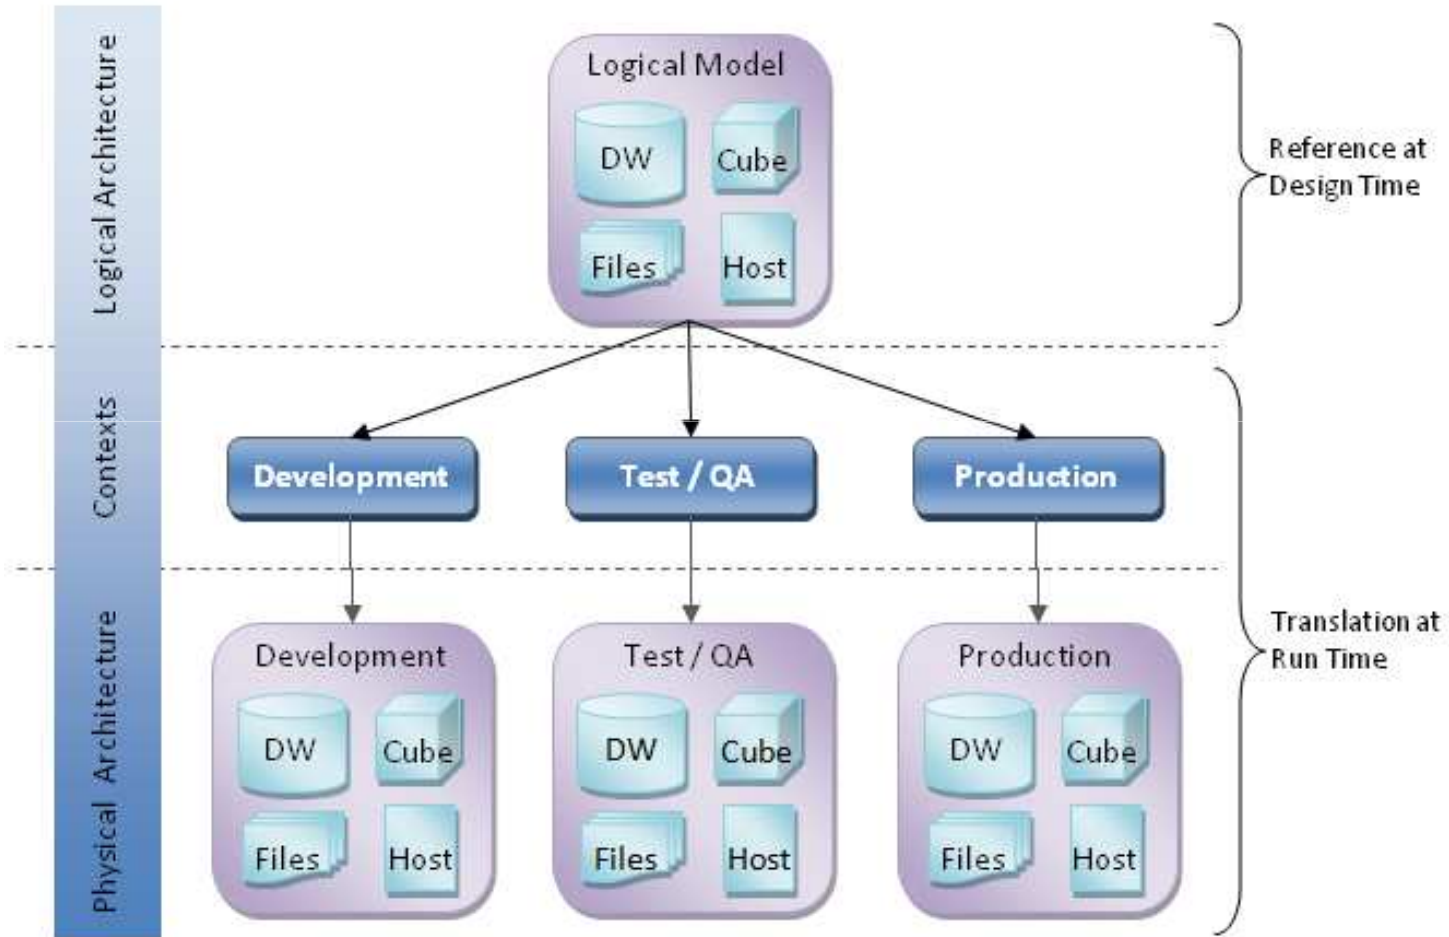 Logical Architecture
Logical Model
DW
Cube
Files
Host
Reference at
Design Time
Contexts
Development
Test / QA
Production
Physical Architecture
Development
DW
Cube
Files
Host
Test / QA
DW
Cube
Files
Host
Production
DW
Cube
Files
Host
Translation at
Run Time